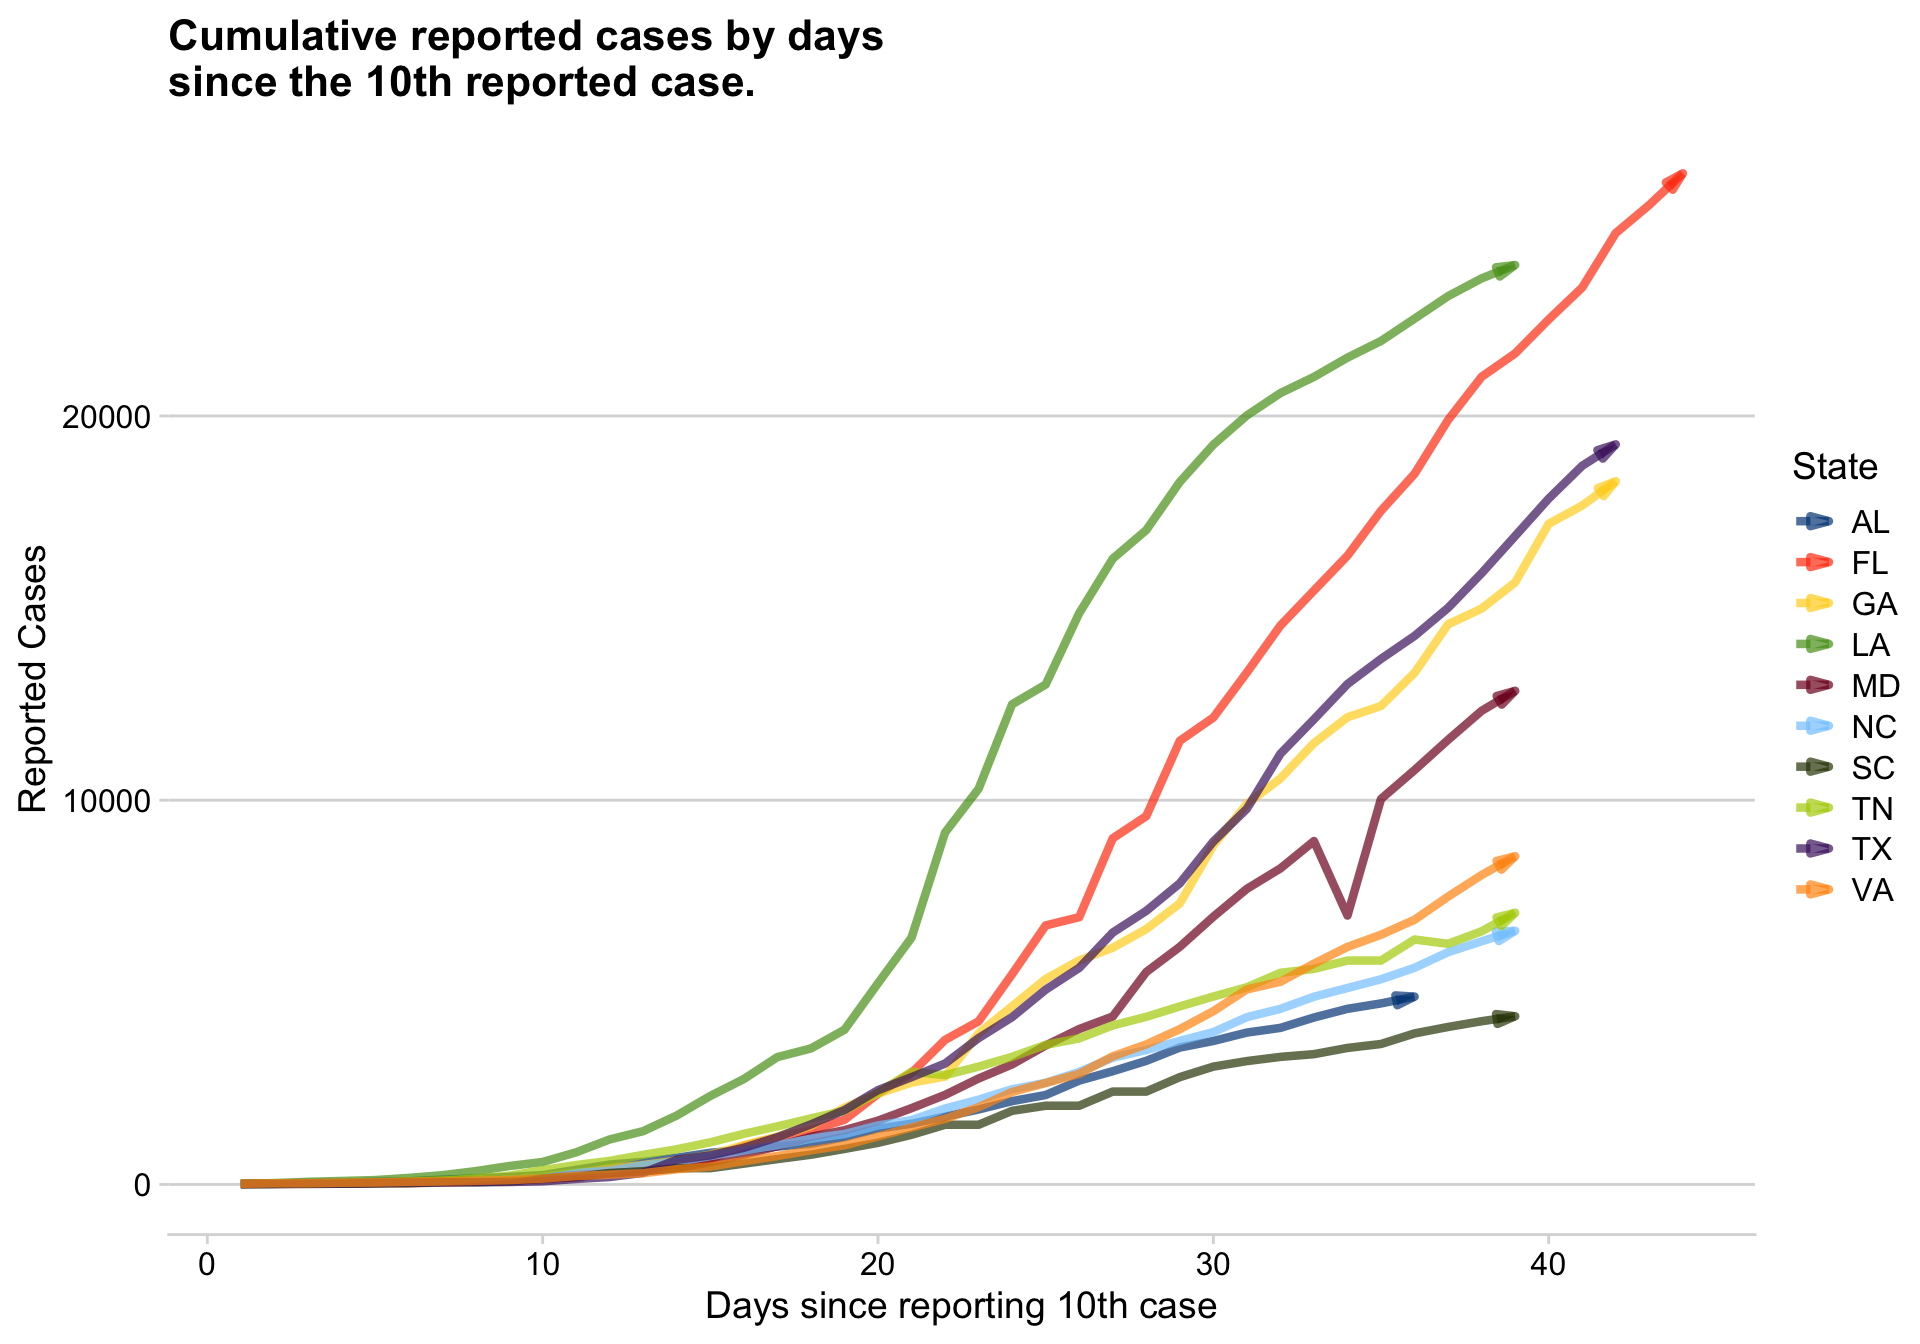 Cumulative reported cases by days
since the 10th reported case.
Reported Cases
20000
10000
0
0 10 20 30 40
Days since reporting 10th case
State
AL
FL
GA
LA
MD
NC
SC
TN
TX
VA